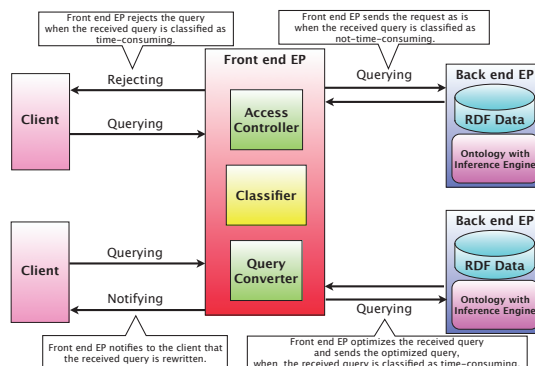 Front end EP rejects the query
when the received query is classified as
time-consuming.
Front end EP sends the request as is
when the received query is classified as
not-time-consuming.
Front end EP
Rejecting
Querying
Back end EP
Client
Querying
Access
Controller
RDF Data
Ontology with
Inference Engine
Classifier
Back end EP
Client
Querying
Query
Converter
RDF Data
Notifying
Querying
Ontology with
Inference Engine
Front end EP notifies to the client that
the received query is rewritten.
Front end EP optimizes the received query
and sends the optimized query,
when the received query is classified as time-consuming.